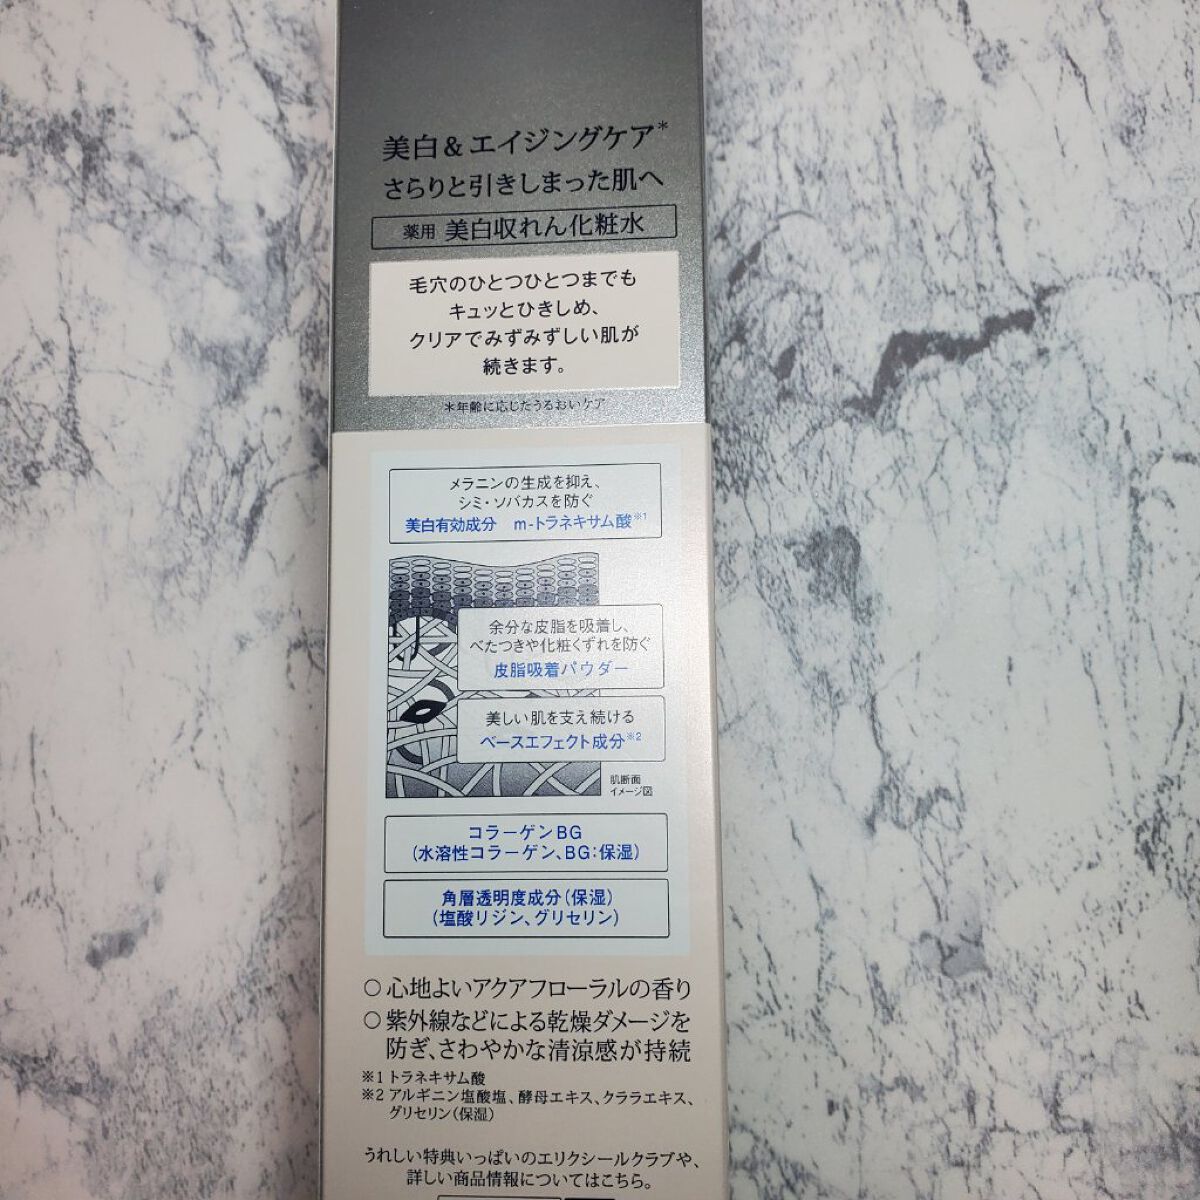 美白＆エイジングケア＊
さらりと引きしまった肌へ
薬用 美白収れん化粧水
毛穴のひとつひとつまでも
キュッとひきしめ、
クリアでみずみずしい肌が
続きます。
＊年齢に応じたうるおいケア
メラニンの生成を抑え、
シミ・ソバカスを防ぐ
美白有効成分 m-トラネキサム酸※1
余分な皮脂を吸着し、
べたつきや化粧くずれを防ぐ
皮脂吸着パウダー
美しい肌を支え続ける
ベースエフェクト成分※2
肌断面
イメージ図
コラーゲンBG
（水溶性コラーゲン、BG：保湿）
角層透明度成分（保湿）
（塩酸リジン、グリセリン）
○心地よいアクアフローラルの香り
○紫外線などによる乾燥ダメージを
防ぎ、さわやかな清涼感が持続
※1 トラネキサム酸
※2 アルギニン塩酸塩、酵母エキス、クララエキス、
グリセリン（保湿）
うれしい特典いっぱいのエリクシールクラブや、
詳しい商品情報についてはこちら。